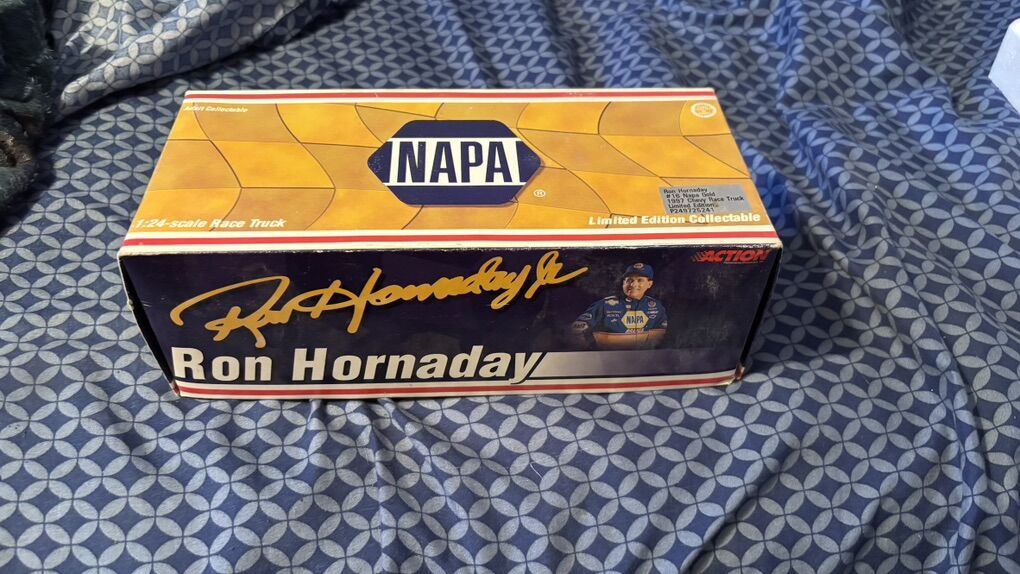 Adult Collectable
NAPA
®
Ron Hornaday
#16 Napa Gold
1997 Chevy Race Truck
Limited Edition
P249725241
1:24-scale Race Truck
Limited Edition Collectable
ACTION
Ron Hornaday Jr
NAPA
Ron Hornaday